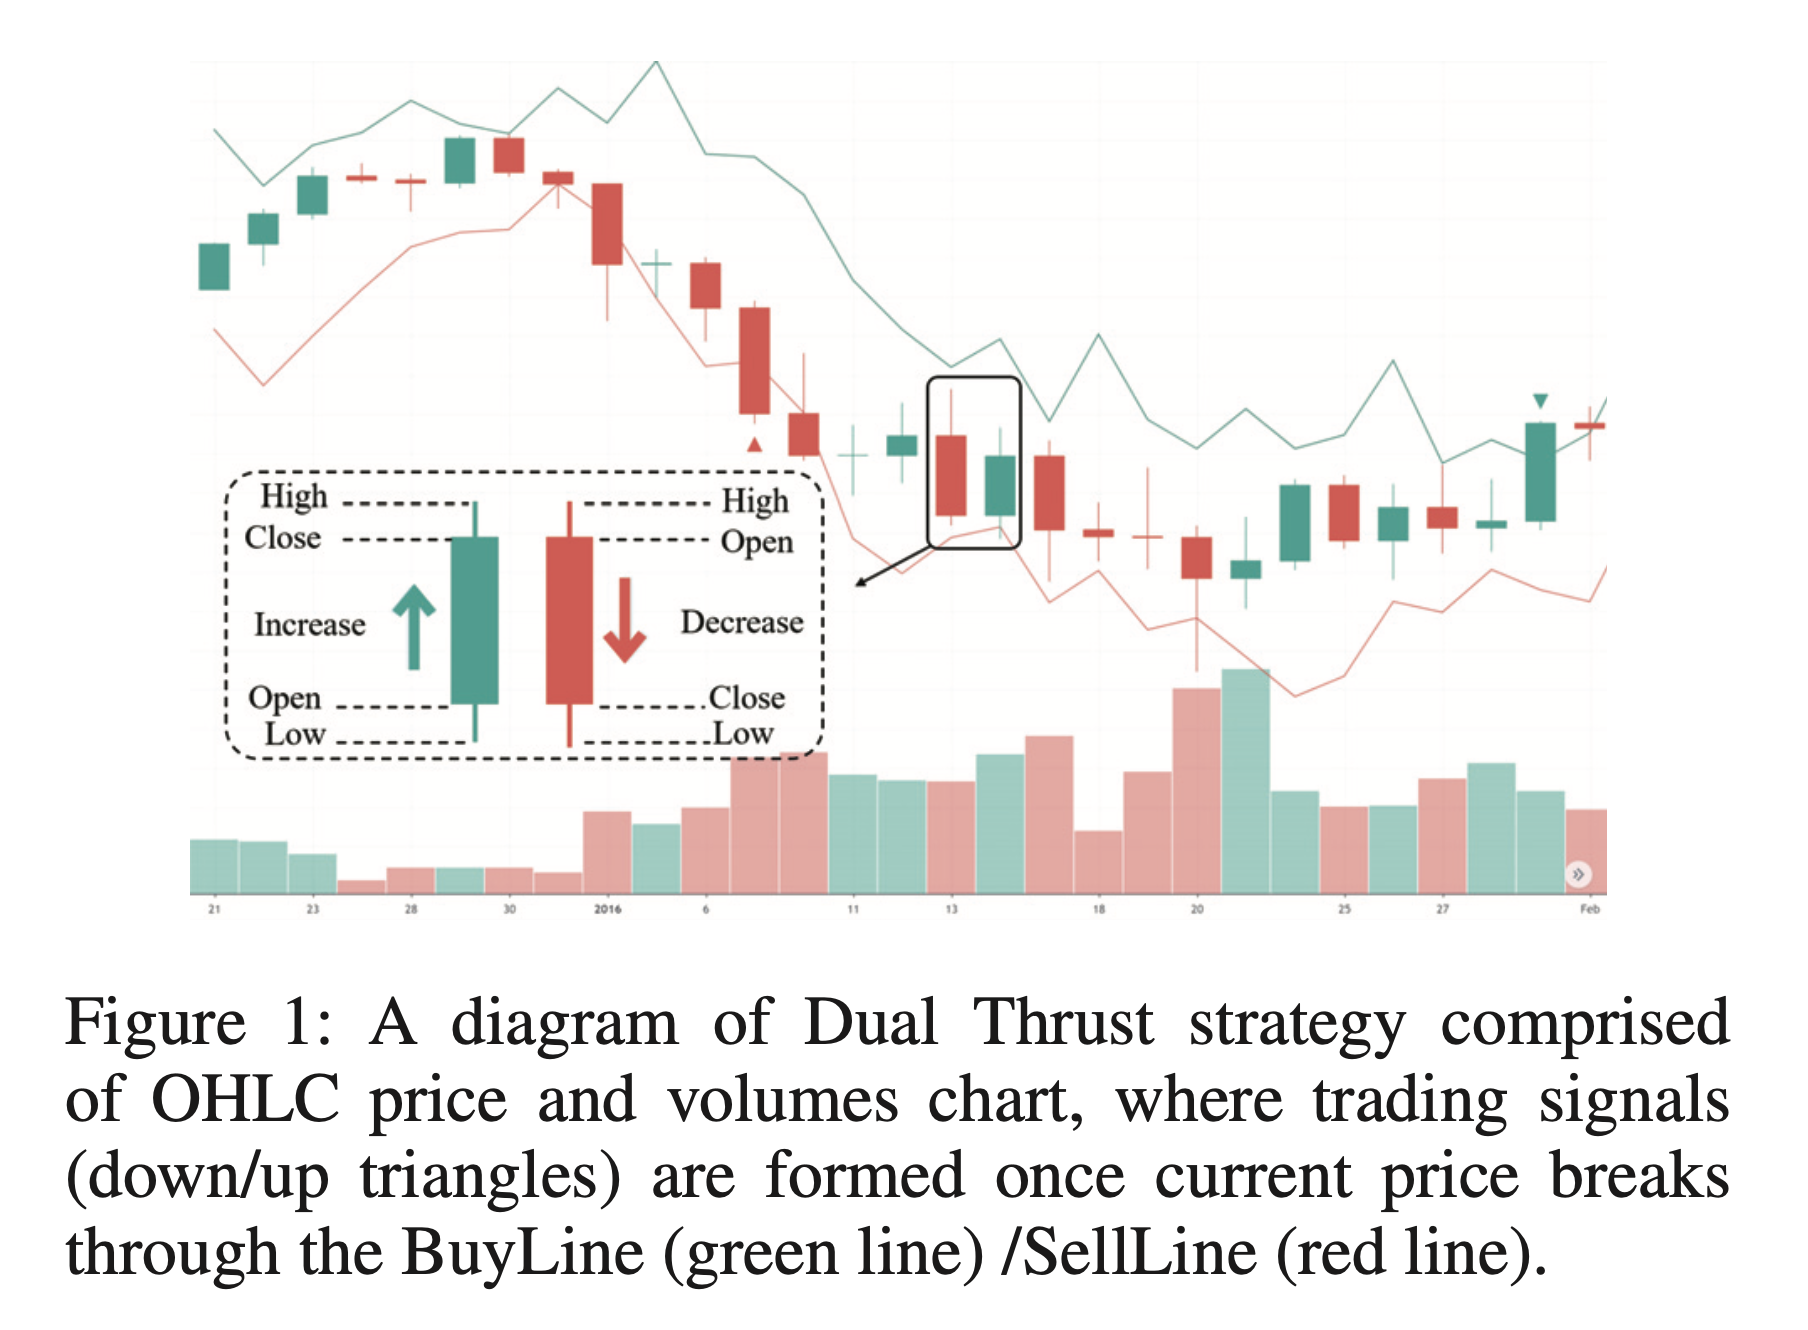 High
High
Close
Open
Increase
Decrease
Open
Close
Low
Low
21 23 28 30 2016 6 11 13 18 20 25 27 Feb
Figure 1: A diagram of Dual Thrust strategy comprised
of OHLC price and volumes chart, where trading signals
(down/up triangles) are formed once current price breaks
through the BuyLine (green line) /SellLine (red line).